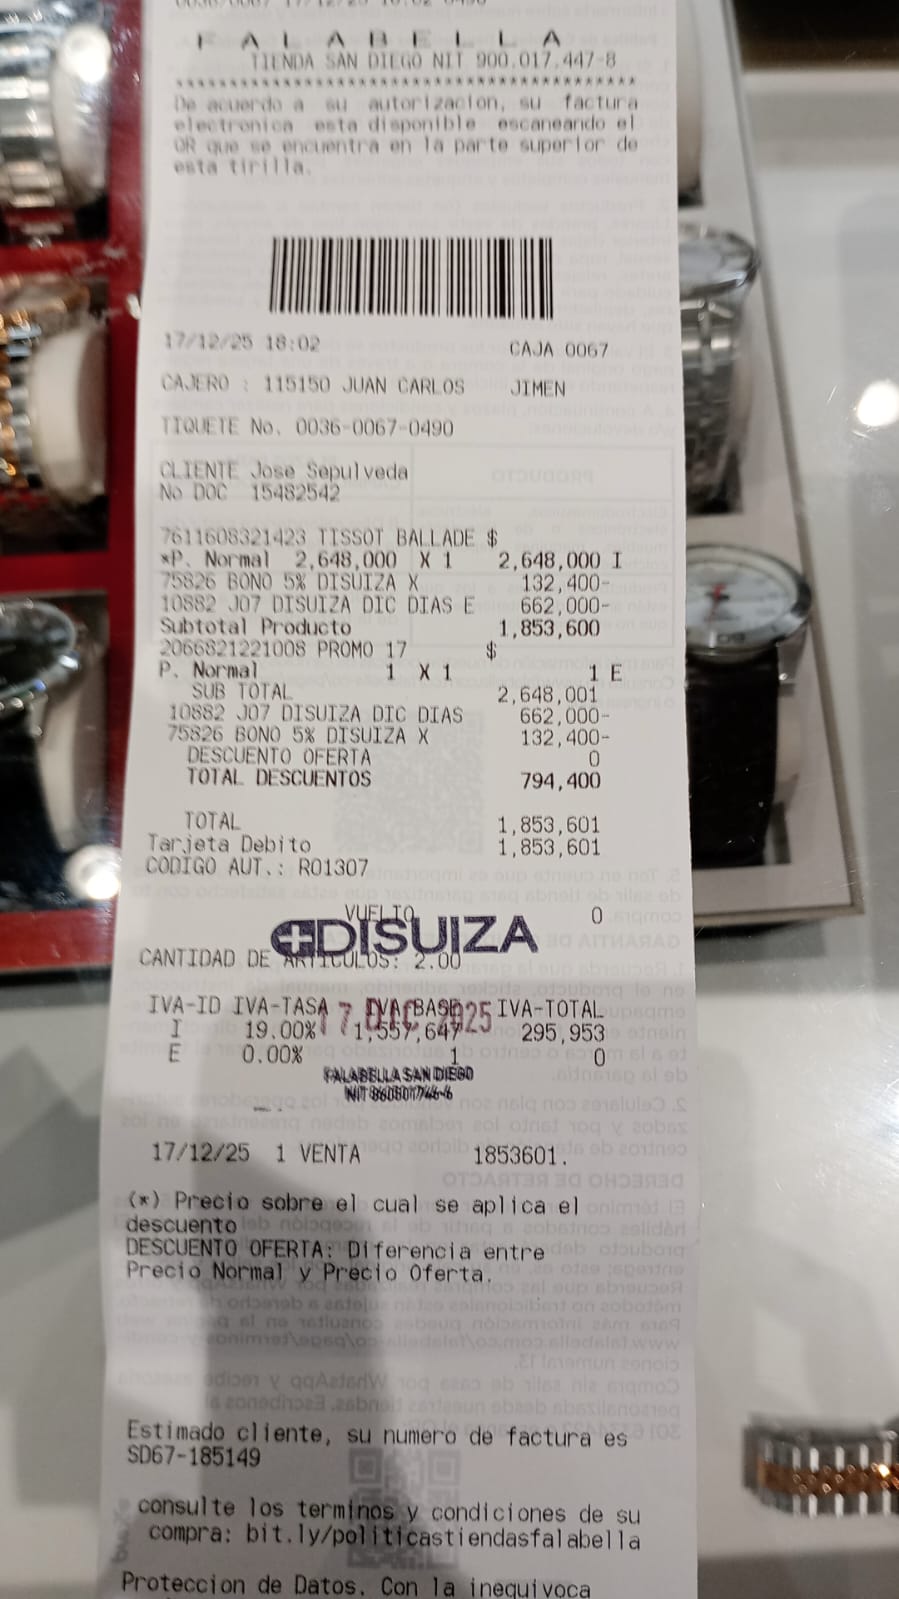 F A L A B E L L A
TIENDA SAN DIEGO NIT 900.017.447-8
****************************************
De acuerdo a su autorizacion, su factura
electronica esta disponible escaneando el
QR que se encuentra en la parte superior de
esta tirilla.
17/12/25 18:02 CAJA 0067
CAJERO : 115150 JUAN CARLOS JIMEN
TIQUETE No. 0036-0067-0490
CLIENTE Jose Sepulveda
No DOC 15482542
7611608321423 TISSOT BALLADE $
*P. Normal 2,648,000 X 1 2,648,000 I
75826 BONO 5% DISUIZA X 132,400-
10882 J07 DISUIZA DIC DIAS E 662,000-
Subtotal Producto 1,853,600
2066821221008 PROMO 17 $
P. Normal 1 X 1 1 E
SUB TOTAL 2,648,001
10882 J07 DISUIZA DIC DIAS 662,000-
75826 BONO 5% DISUIZA X 132,400-
DESCUENTO OFERTA 0
TOTAL DESCUENTOS 794,400
TOTAL 1,853,601
Tarjeta Debito 1,853,601
CODIGO AUT.: R01307
VUELTO 0
DISUIZA
CANTIDAD DE ARTICULOS: 2.00
IVA-ID IVA-TASA IVA BASE IVA-TOTAL
17 DIC 2025
I 19.00% 1,557,647 295,953
E 0.00% 1 0
FALABELLA SAN DIEGO
NIT 860501746-6
17/12/25 1 VENTA 1853601.
(*) Precio sobre el cual se aplica el
descuento
DESCUENTO OFERTA: Diferencia entre
Precio Normal y Precio Oferta.
Estimado cliente, su numero de factura es
SD67-185149
consulte los terminos y condiciones de su
compra: bit.ly/politicastiendasfalabella
Proteccion de Datos. Con la inequivoca